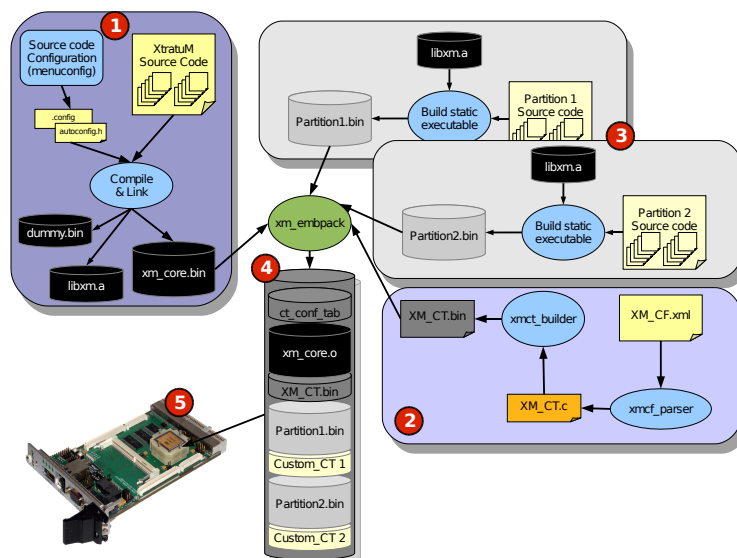 1
Source code
Configuration
(menuconfig)
XtratuM
Source Code
.config
autoconfig.h
Compile
& Link
dummy.bin
libxm.a
xm_core.bin
libxm.a
Partition1.bin
Build static
executable
Partition 1
Source code
3
libxm.a
Partition2.bin
Build static
executable
Partition 2
Source code
xm_embpack
4
ct_conf_tab
xm_core.o
XM_CT.bin
Partition1.bin
Custom_CT 1
Partition2.bin
Custom_CT 2
XM_CT.bin
xmct_builder
XM_CF.xml
XM_CT.c
xmcf_parser
2
5